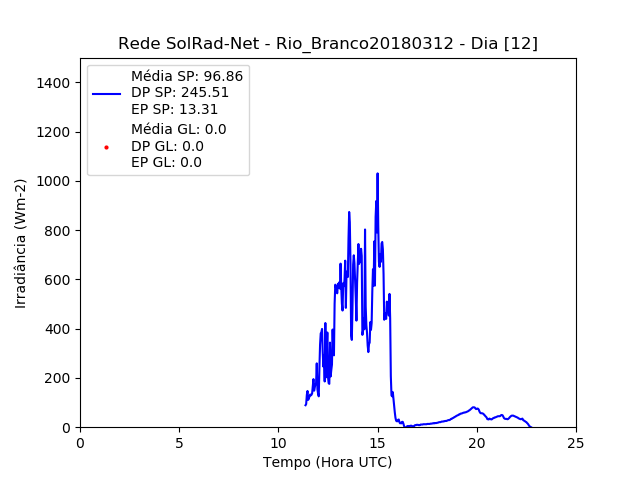 Rede SolRad-Net - Rio_Branco20180312 - Dia [12]
Média SP: 96.86
DP SP: 245.51
EP SP: 13.31
Média GL: 0.0
DP GL: 0.0
EP GL: 0.0
Irradiância (Wm-2)
1400
1200
1000
800
600
400
200
0
0 5 10 15 20 25
Tempo (Hora UTC)